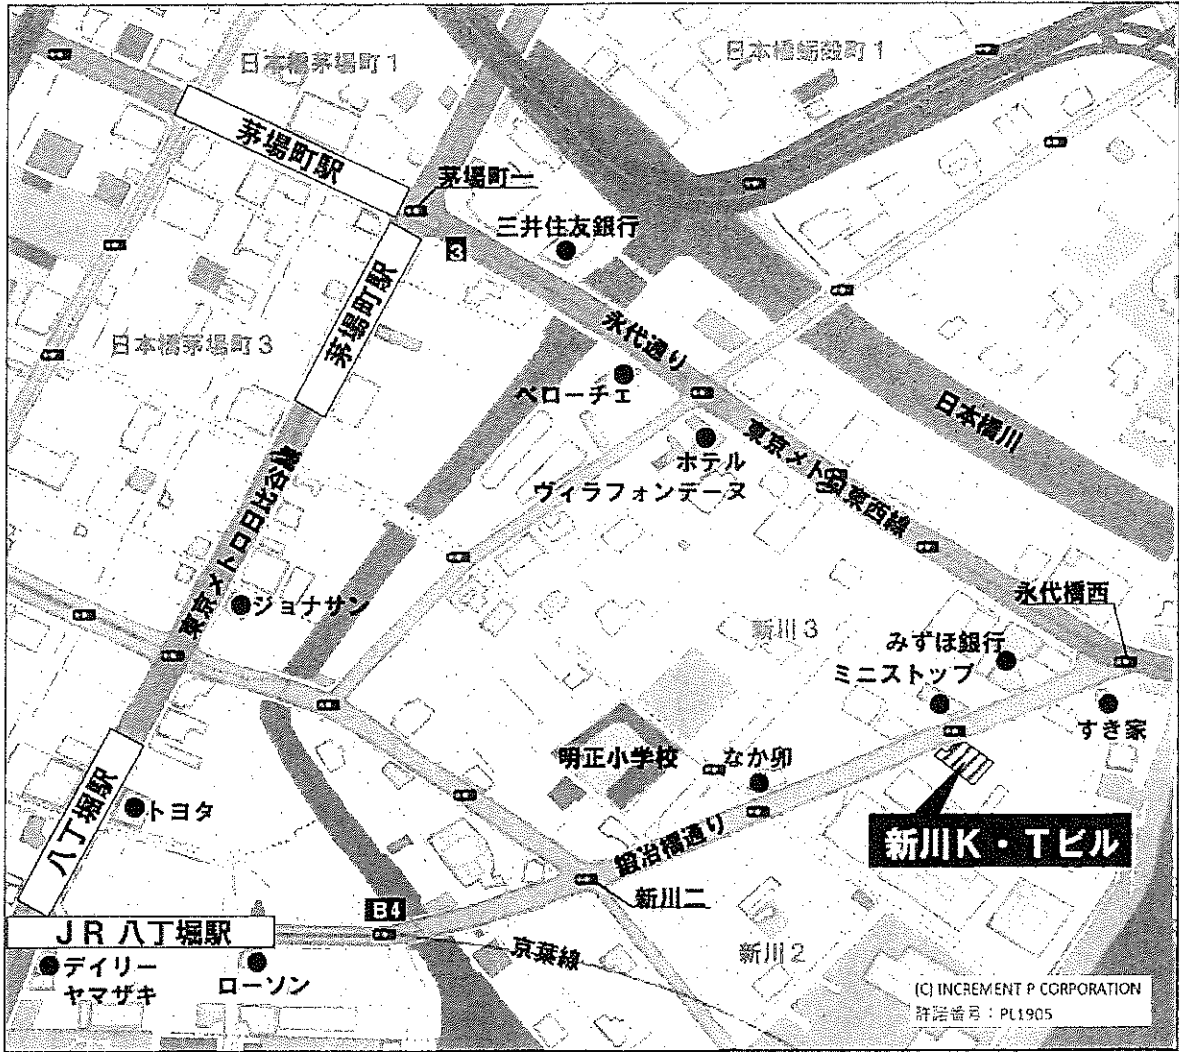 日本橋茅場町1
日本橋蛎殻町1
茅場町駅
茅場町一
三井住友銀行
3
茅場町駅
日本橋茅場町3
永代通り
ベローチェ
日本橋川
東京メトロ東西線
ホテル
ヴィラフォンテーヌ
東京メトロ日比谷線
ジョナサン
永代橋西
新川3
みずほ銀行
ミニストップ
すき家
明正小学校
なか卯
八丁堀駅
トヨタ
鍛冶橋通り
新川K・Tビル
新川二
B4
JR 八丁堀駅
京葉線
新川2
デイリー
ヤマザキ
ローソン
(C) INCREMENT P CORPORATION
許諾番号：PL1905